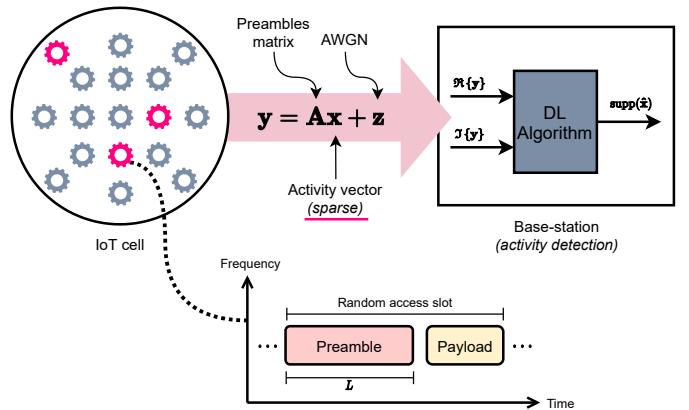 Preambles
matrix
AWGN
y = Ax + z
Activity vector
(sparse)
IoT cell
ℜ{y}
ℑ{y}
DL
Algorithm
supp(x̂)
Base-station
(activity detection)
Frequency
Random access slot
...
Preamble
Payload
...
L
Time